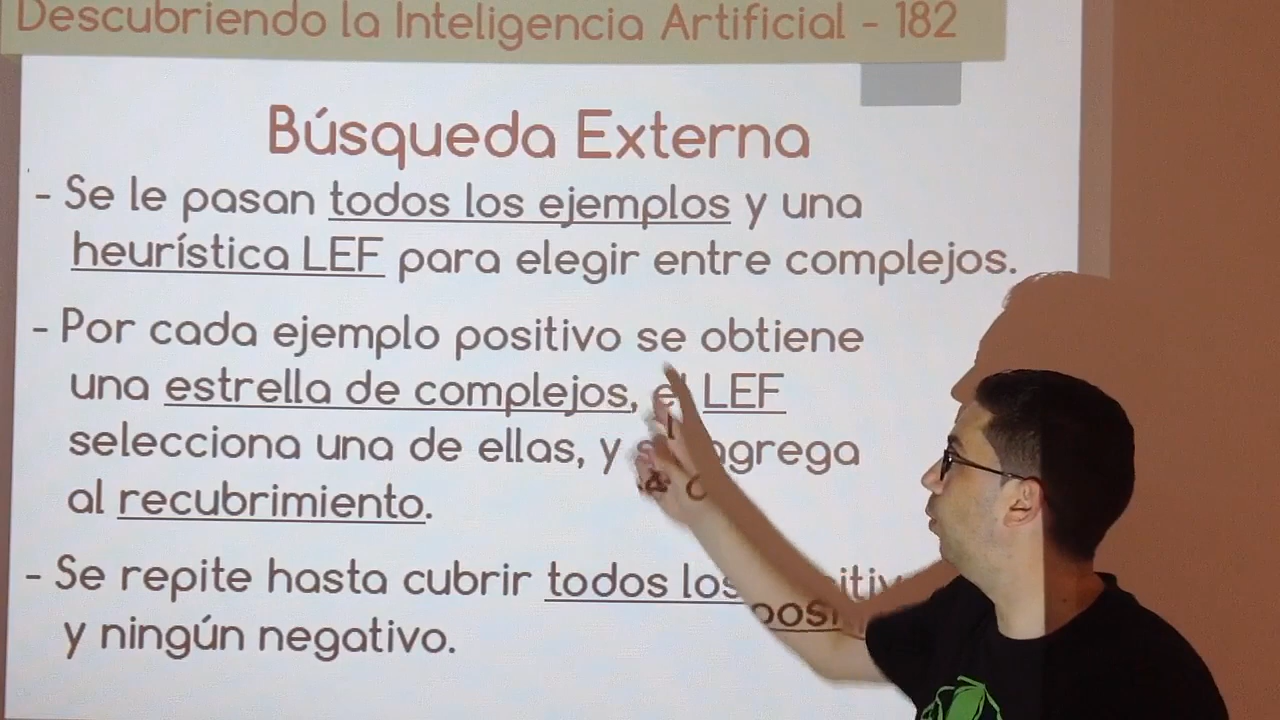 Descubriendo la Inteligencia Artificial - 182
Búsqueda Externa
- Se le pasan todos los ejemplos y una
heurística LEF para elegir entre complejos.
- Por cada ejemplo positivo se obtiene
una estrella de complejos, el LEF
selecciona una de ellas, y agrega
al recubrimiento.
- Se repite hasta cubrir todos los
y ningún negativo.